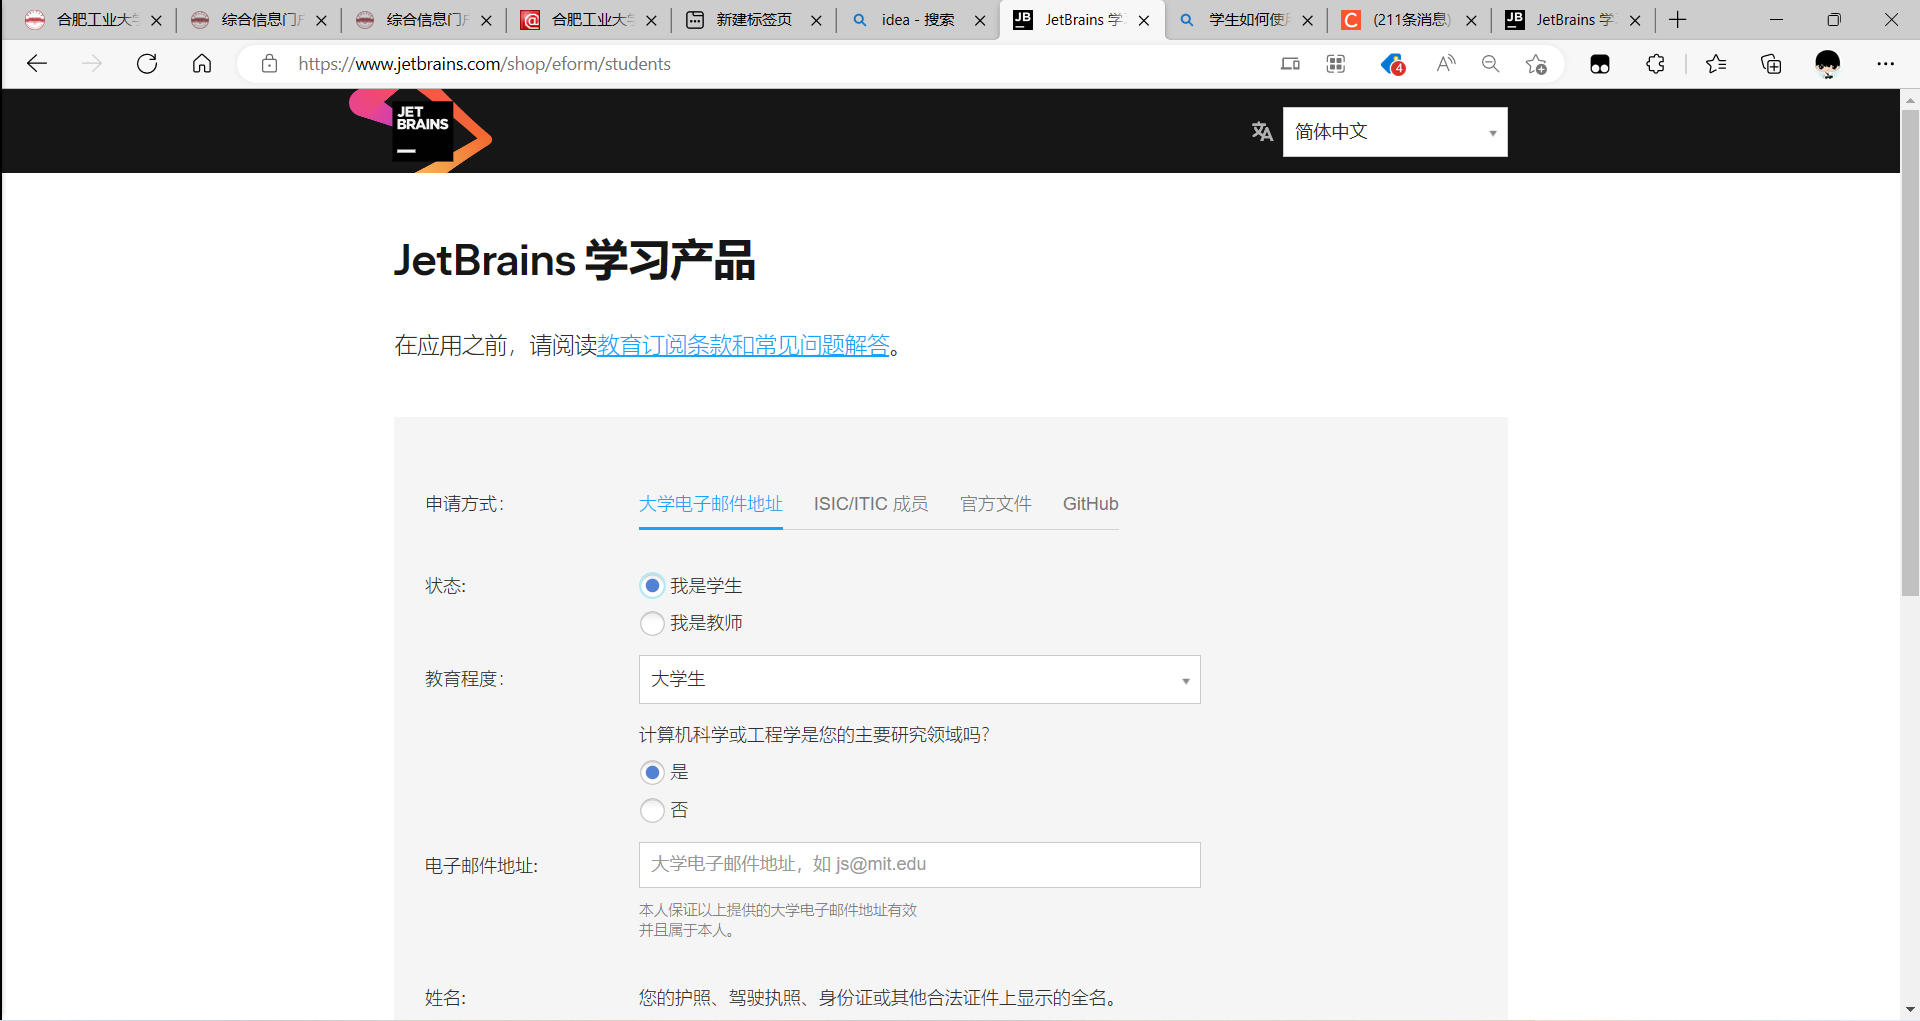 合肥工业大学
综合信息门户
综合信息门户
合肥工业大学
新建标签页
idea - 搜索
JetBrains 学
学生如何使用
(211条消息)
JetBrains 学
https://www.jetbrains.com/shop/eform/students
4
JET
BRAINS
简体中文
JetBrains 学习产品
在应用之前，请阅读教育订阅条款和常见问题解答。
申请方式：
大学电子邮件地址
ISIC/ITIC 成员
官方文件
GitHub
状态:
我是学生
我是教师
教育程度：
大学生
计算机科学或工程学是您的主要研究领域吗?
是
否
电子邮件地址:
大学电子邮件地址，如 js@mit.edu
本人保证以上提供的大学电子邮件地址有效
并且属于本人。
姓名:
您的护照、驾驶执照、身份证或其他合法证件上显示的全名。